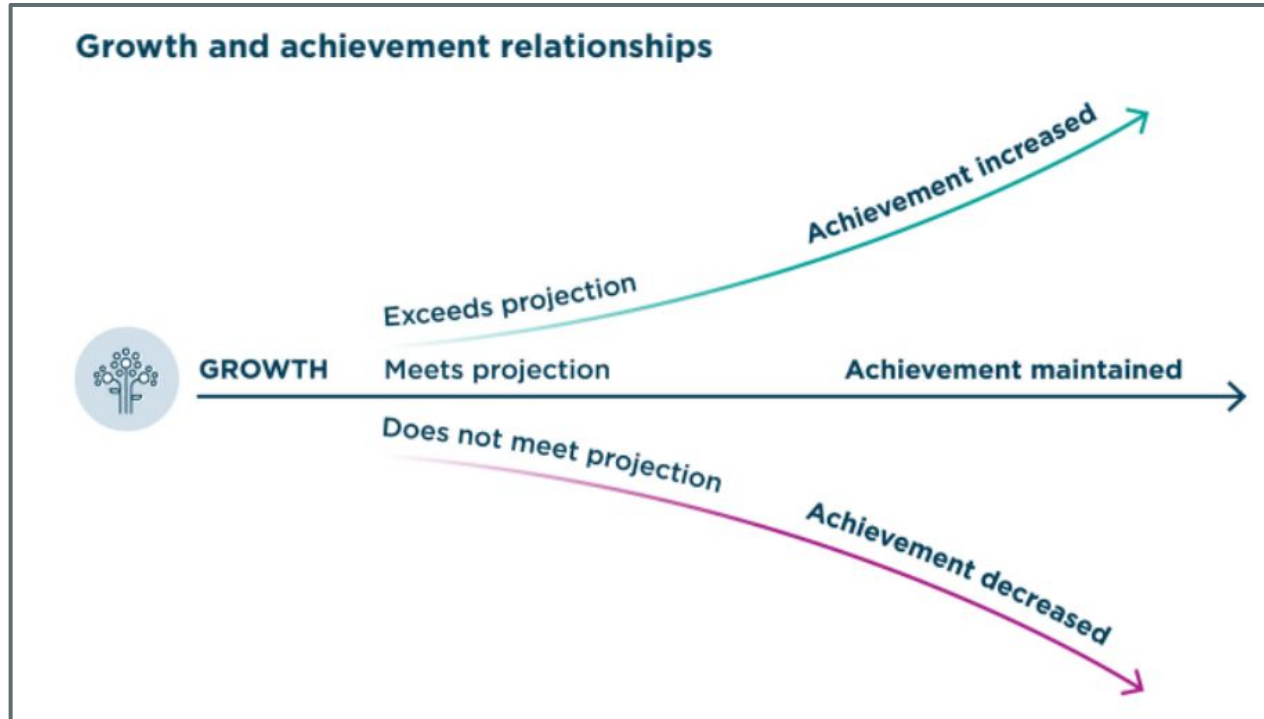 Growth and achievement relationships
Achievement increased
Exceeds projection
GROWTH Meets projection Achievement maintained
Does not meet projection
Achievement decreased